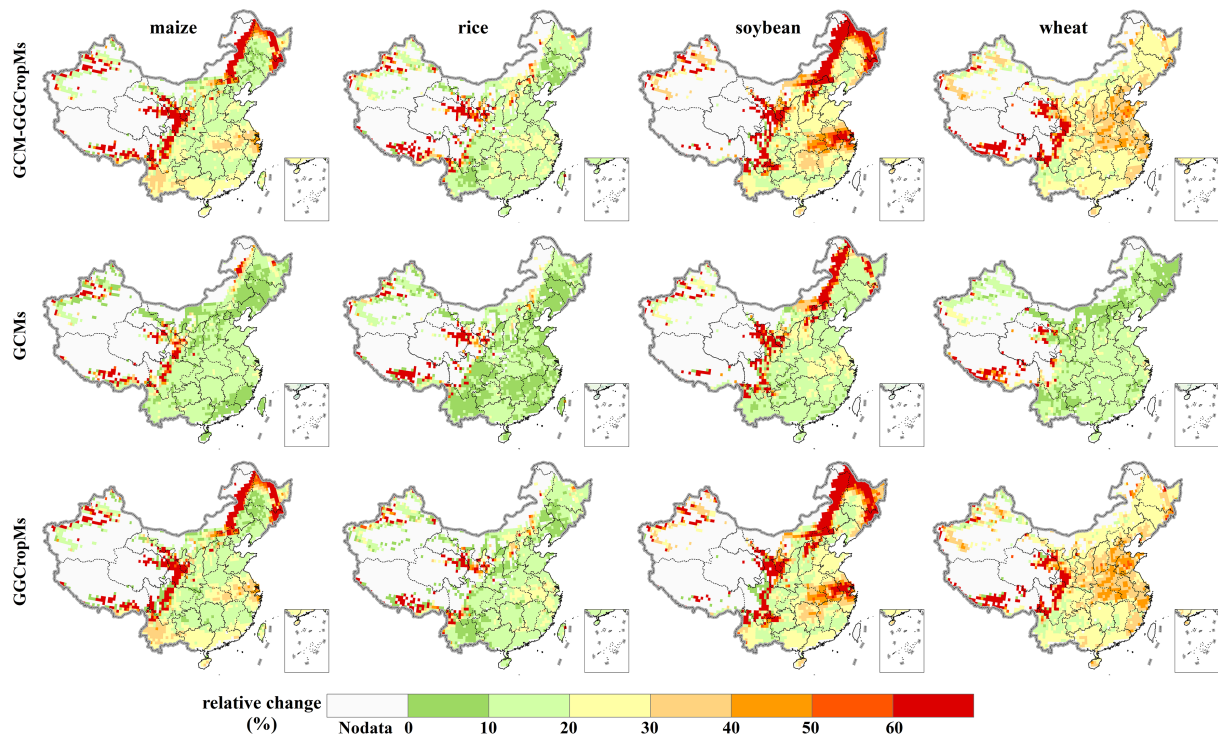 maize rice soybean wheat
GCM-GGCropMs
GCMs
GGCropMs
relative change
(%)
Nodata 0 10 20 30 40 50 60